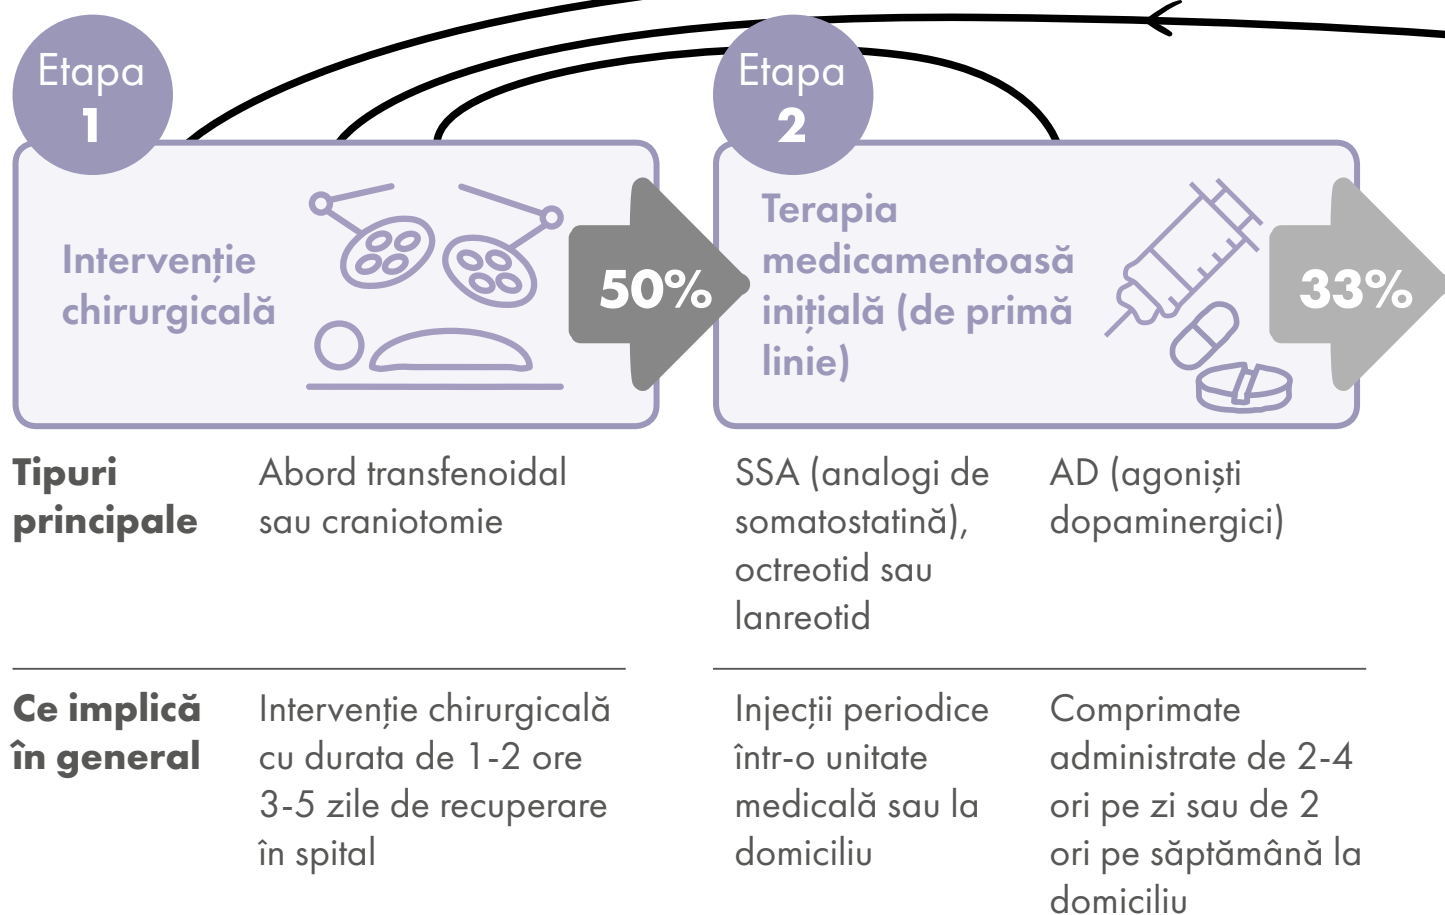 Etapa
1
Intervenție
chirurgicală
50%
Etapa
2
Terapia
medicamentoasă
inițială (de primă
linie)
33%
Tipuri
principale
Abord transfenoidal
sau craniotomie
SSA (analogi de
somatostatină),
octreotid sau
lanreotid
AD (agoniști
dopaminergici)
Ce implică
în general
Intervenție chirurgicală
cu durata de 1-2 ore
3-5 zile de recuperare
în spital
Injecții periodice
într-o unitate
medicală sau la
domiciliu
Comprimate
administrate de 2-4
ori pe zi sau de 2
ori pe săptămână la
domiciliu